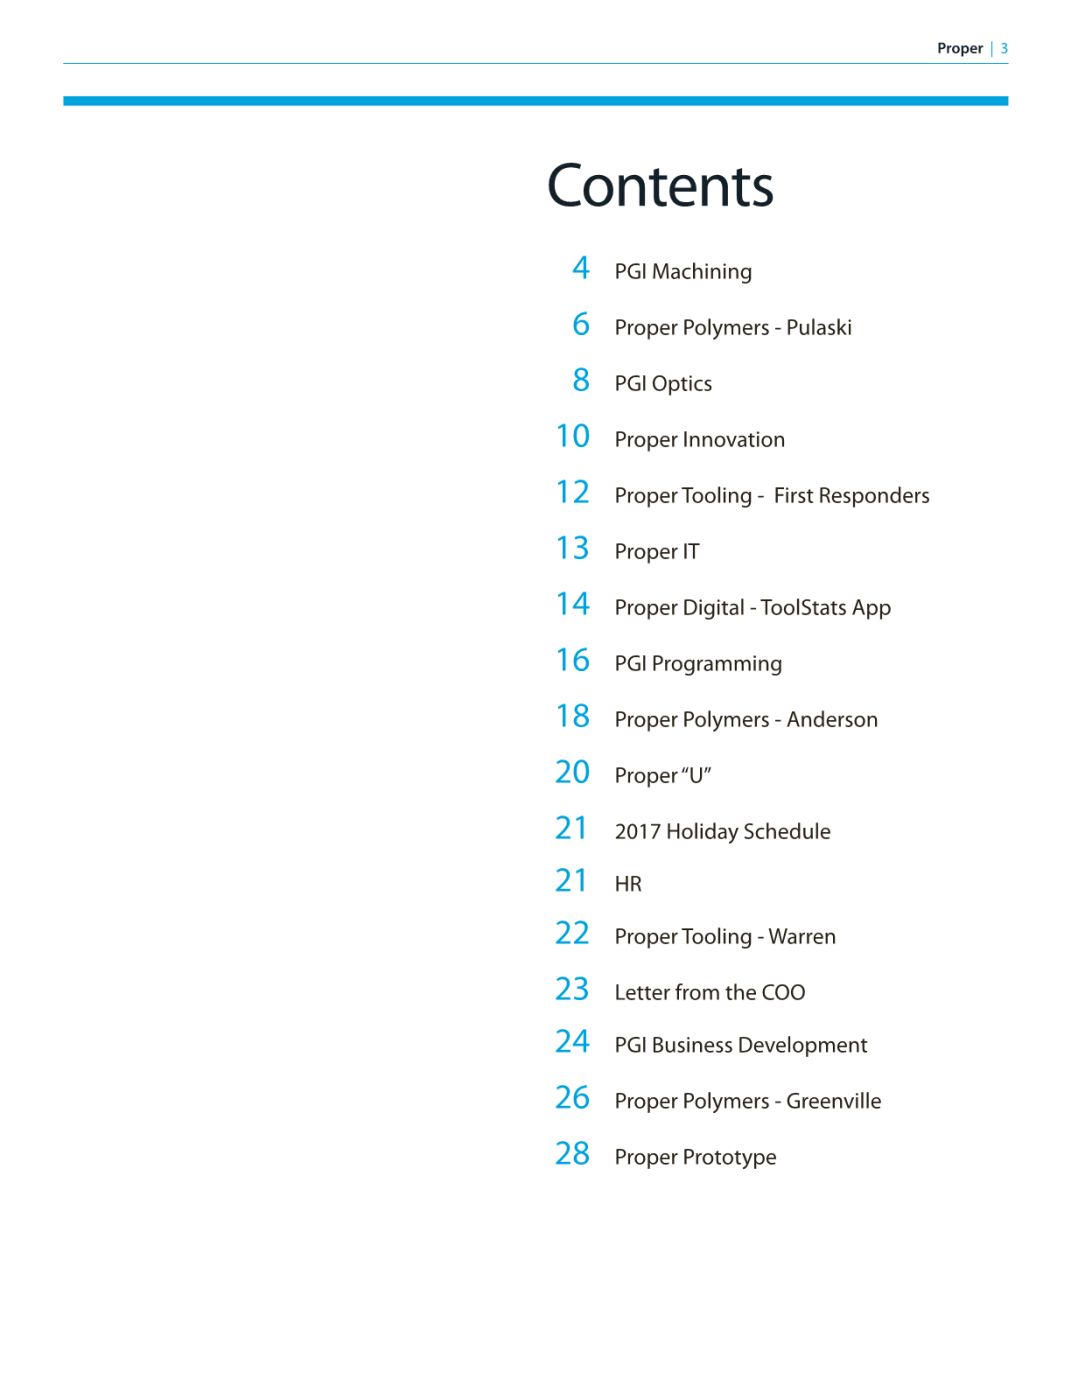 Proper | 3
Contents
4 PGI Machining
6 Proper Polymers - Pulaski
8 PGI Optics
10 Proper Innovation
12 Proper Tooling - First Responders
13 Proper IT
14 Proper Digital - ToolStats App
16 PGI Programming
18 Proper Polymers - Anderson
20 Proper “U”
21 2017 Holiday Schedule
21 HR
22 Proper Tooling - Warren
23 Letter from the COO
24 PGI Business Development
26 Proper Polymers - Greenville
28 Proper Prototype